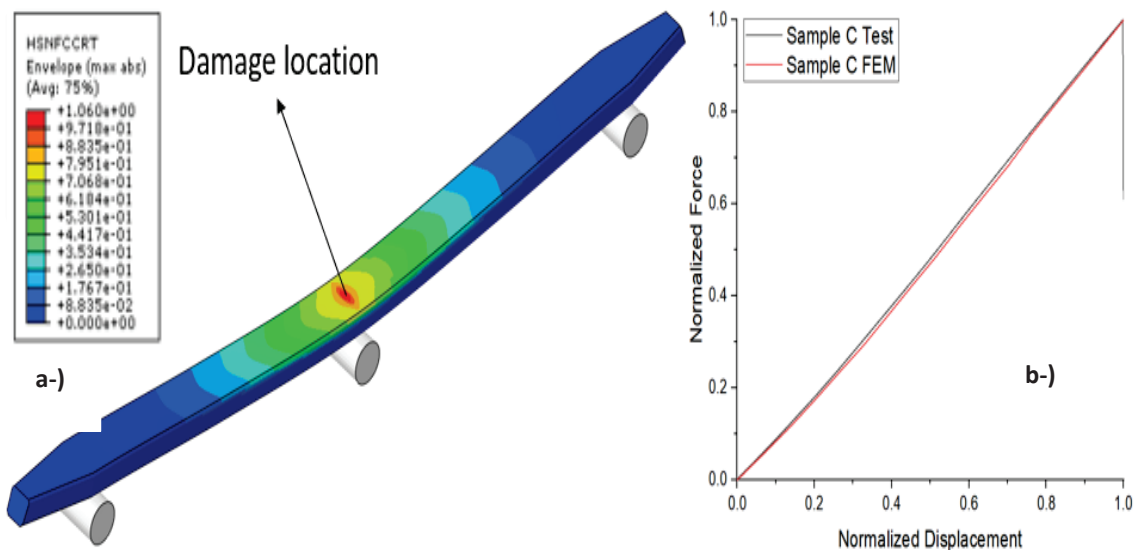 HSNFCCRT
Envelope (max abs)
(Avg: 75%)
+1.060e+00
+9.718e-01
+8.835e-01
+7.951e-01
+7.068e-01
+6.184e-01
+5.301e-01
+4.417e-01
+3.534e-01
+2.650e-01
+1.767e-01
+8.835e-02
+0.000e+00
Damage location
a-)
Sample C Test
Sample C FEM
Normalized Force
1.0
0.8
0.6
0.4
0.2
0.0
b-)
0.0 0.2 0.4 0.6 0.8 1.0
Normalized Displacement